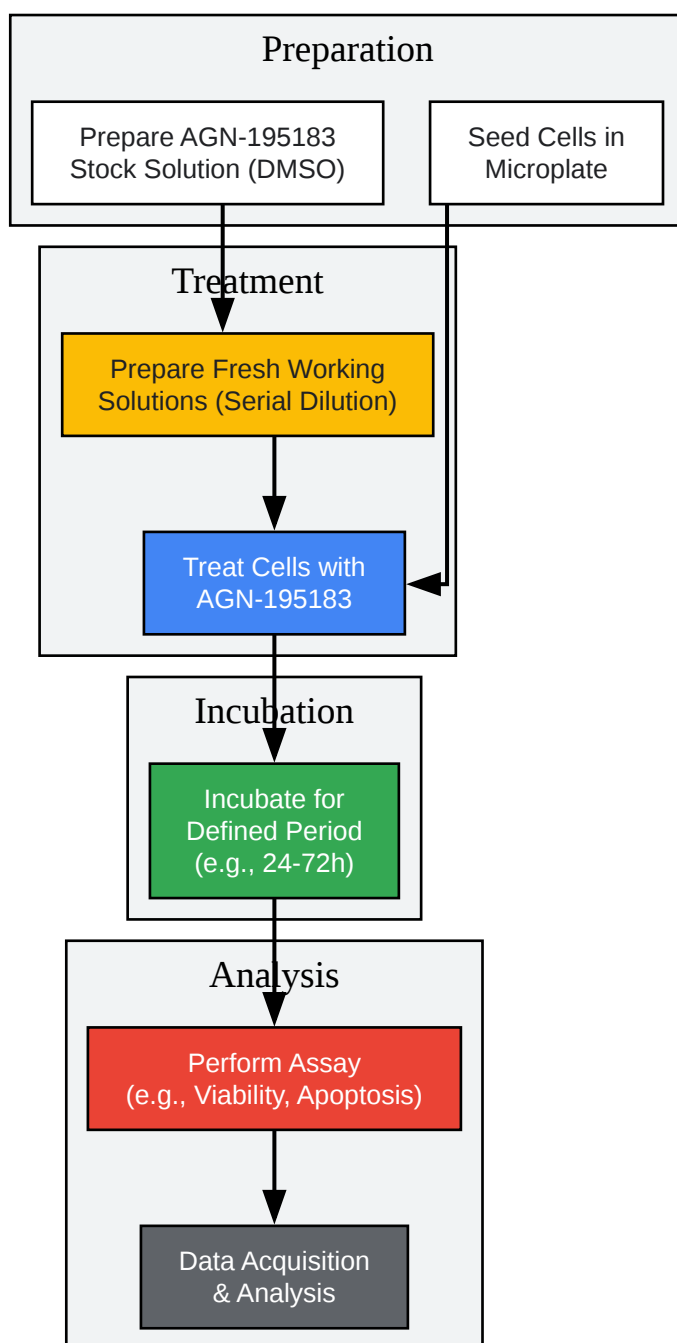 Preparation
Prepare AGN-195183
Stock Solution (DMSO)
Seed Cells in
Microplate
Treatment
Prepare Fresh Working
Solutions (Serial Dilution)
Treat Cells with
AGN-195183
Incubation
Incubate for
Defined Period
(e.g., 24-72h)
Analysis
Perform Assay
(e.g., Viability, Apoptosis)
Data Acquisition
& Analysis